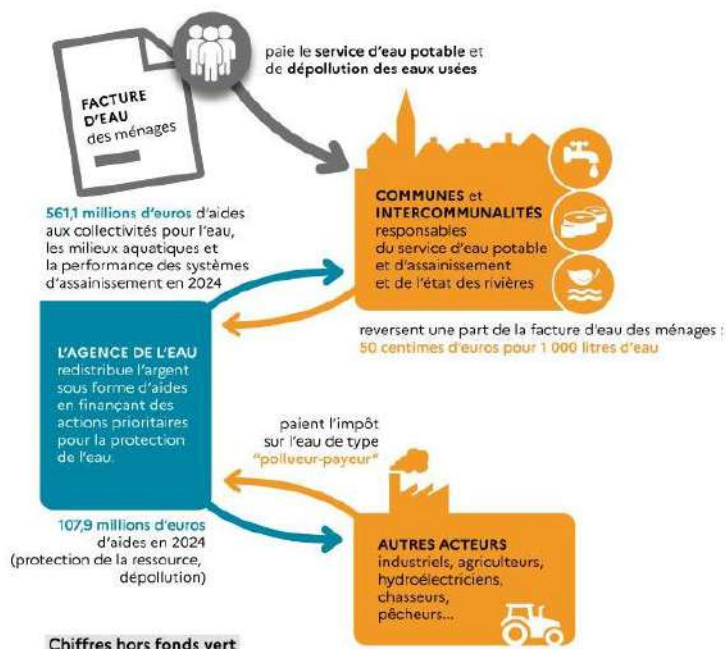 paie le service d'eau potable et
de dépollution des eaux usées
FACTURE
D'EAU
des ménages
561,1 millions d'euros d'aides
aux collectivités pour l'eau,
les milieux aquatiques et
la performance des systèmes
d'assainissement en 2024
COMMUNES et
INTERCOMMUNALITÉS
responsables
du service d'eau potable
et d'assainissement
et de l'état des rivières
reversent une part de la facture d'eau des ménages :
50 centimes d'euros pour 1 000 litres d'eau
L'AGENCE DE L'EAU
redistribue l'argent
sous forme d'aides
en finançant des
actions prioritaires
pour la protection
de l'eau.
paient l'impôt
sur l'eau de type
"pollueur-payeur"
107,9 millions d'euros
d'aides en 2024
(protection de la ressource,
dépollution)
AUTRES ACTEURS
industriels, agriculteurs,
hydroélectriciens,
chasseurs,
pêcheurs...
Chiffres hors fonds vert